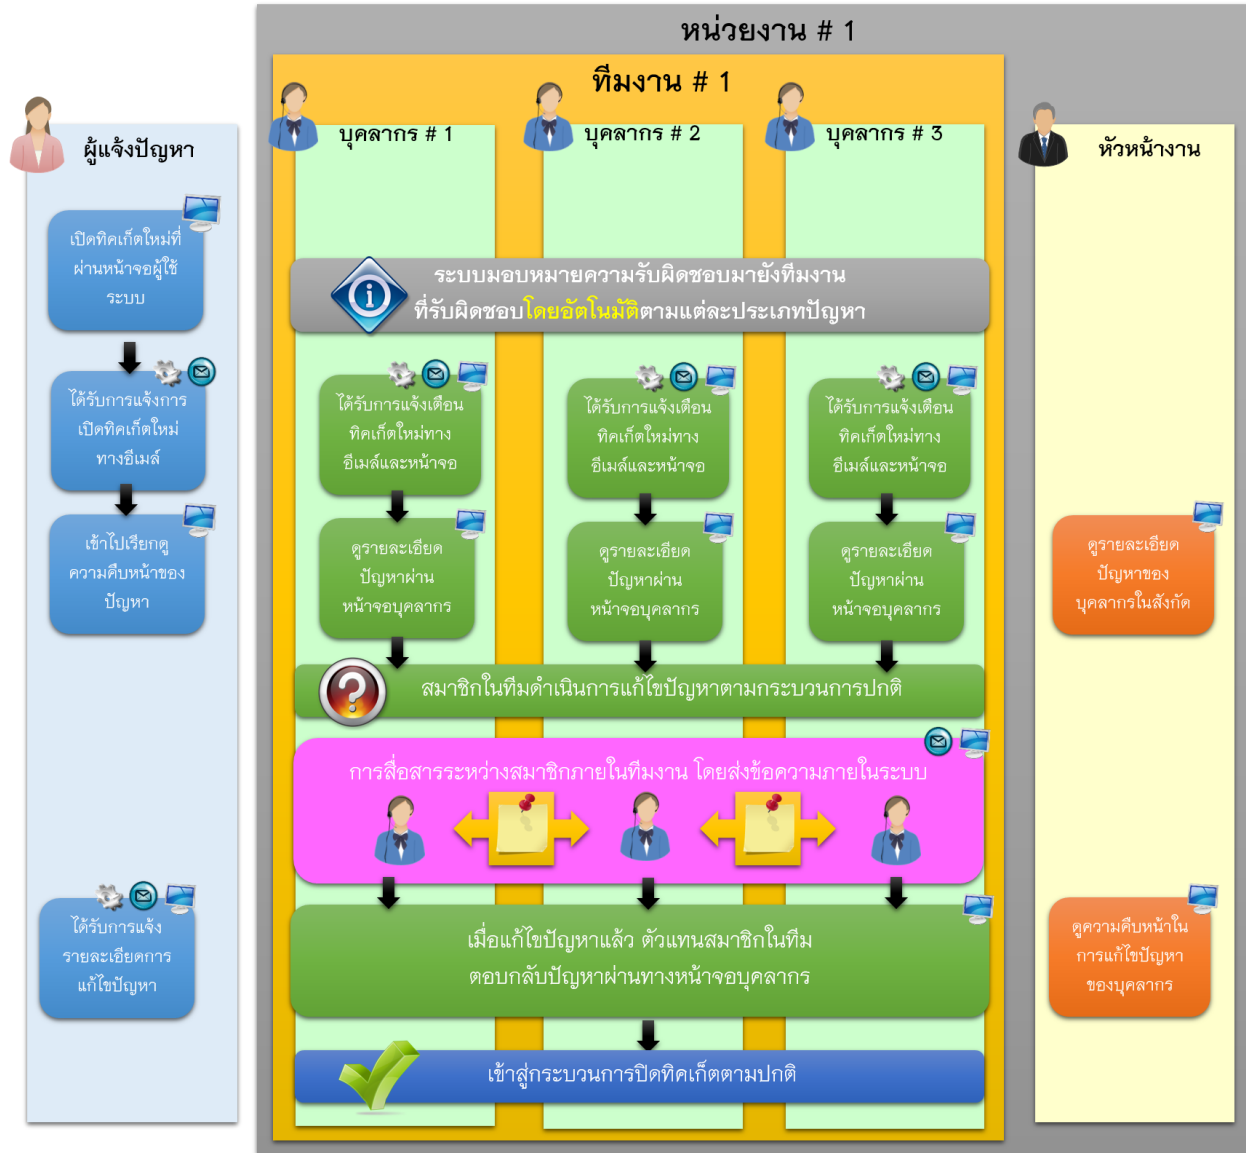 หน่วยงาน # 1
ทีมงาน # 1
ผู้แจ้งปัญหา
บุคลากร # 1
บุคลากร # 2
บุคลากร # 3
หัวหน้างาน
เปิดทิคเก็ตใหม่ที่
ผ่านหน้าจอผู้ใช้
ระบบ
ระบบมอบหมายความรับผิดชอบมายังทีมงาน
ที่รับผิดชอบโดยอัตโนมัติตามแต่ละประเภทปัญหา
ได้รับการแจ้งการ
เปิดทิคเก็ตใหม่
ทางอีเมล์
ได้รับการแจ้งเตือน
ทิคเก็ตใหม่ทาง
อีเมล์และหน้าจอ
ได้รับการแจ้งเตือน
ทิคเก็ตใหม่ทาง
อีเมล์และหน้าจอ
ได้รับการแจ้งเตือน
ทิคเก็ตใหม่ทาง
อีเมล์และหน้าจอ
เข้าไปเรียกดู
ความคืบหน้าของ
ปัญหา
ดูรายละเอียด
ปัญหาผ่าน
หน้าจอบุคลากร
ดูรายละเอียด
ปัญหาผ่าน
หน้าจอบุคลากร
ดูรายละเอียด
ปัญหาผ่าน
หน้าจอบุคลากร
ดูรายละเอียด
ปัญหาของ
บุคลากรในสังกัด
สมาชิกในทีมดำเนินการแก้ไขปัญหาตามกระบวนการปกติ
การสื่อสารระหว่างสมาชิกภายในทีมงาน โดยส่งข้อความภายในระบบ
ได้รับการแจ้ง
รายละเอียดการ
แก้ไขปัญหา
เมื่อแก้ไขปัญหาแล้ว ตัวแทนสมาชิกในทีม
ตอบกลับปัญหาผ่านทางหน้าจอบุคลากร
ดูความคืบหน้าใน
การแก้ไขปัญหา
ของบุคลากร
เข้าสู่กระบวนการปิดทิคเก็ตตามปกติ